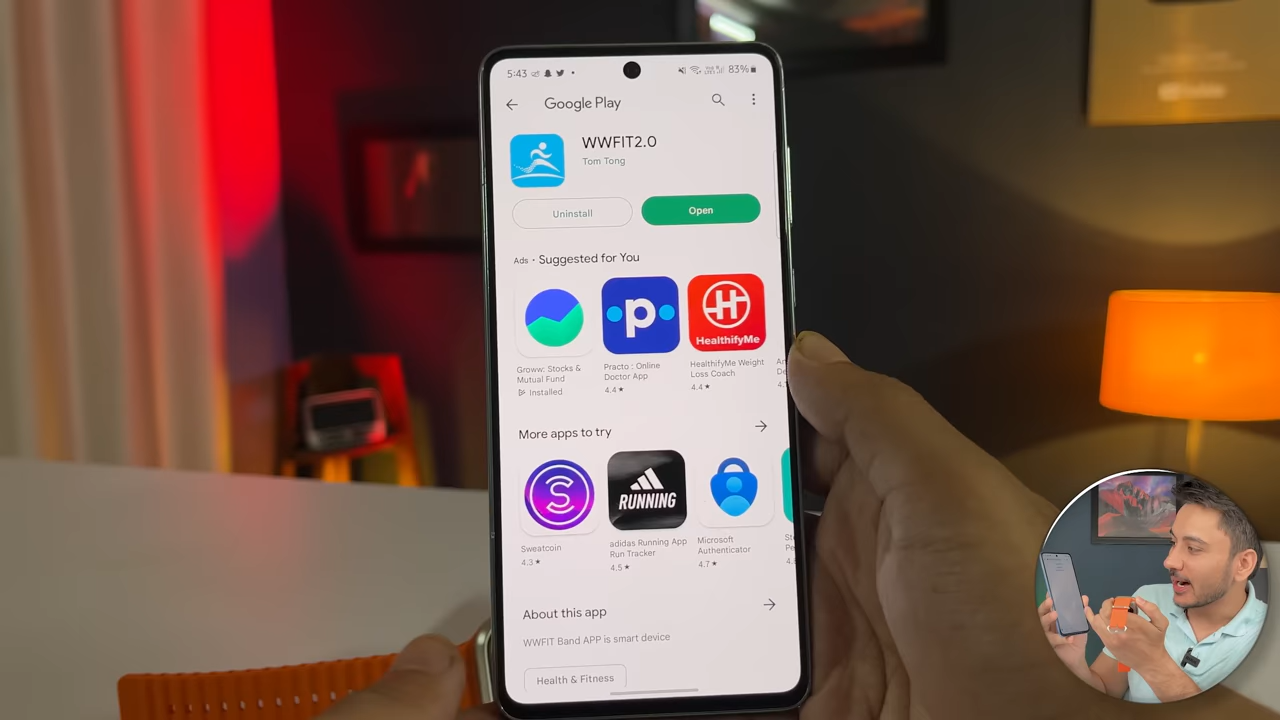 5:43
83%
Google Play
WWFIT2.0
Tom Tong
Uninstall
Open
Ads • Suggested for You
p
H
HealthifyMe
Groww: Stocks &
Mutual Fund
Installed
Practo : Online
Doctor App
4.4★
HealthifyMe Weight
Loss Coach
4.4★
More apps to try
S
RUNNING
Sweatcoin
4.3★
adidas Running App
Run Tracker
4.5★
Microsoft
Authenticator
4.7★
About this app
WWFIT Band APP is smart device
Health & Fitness